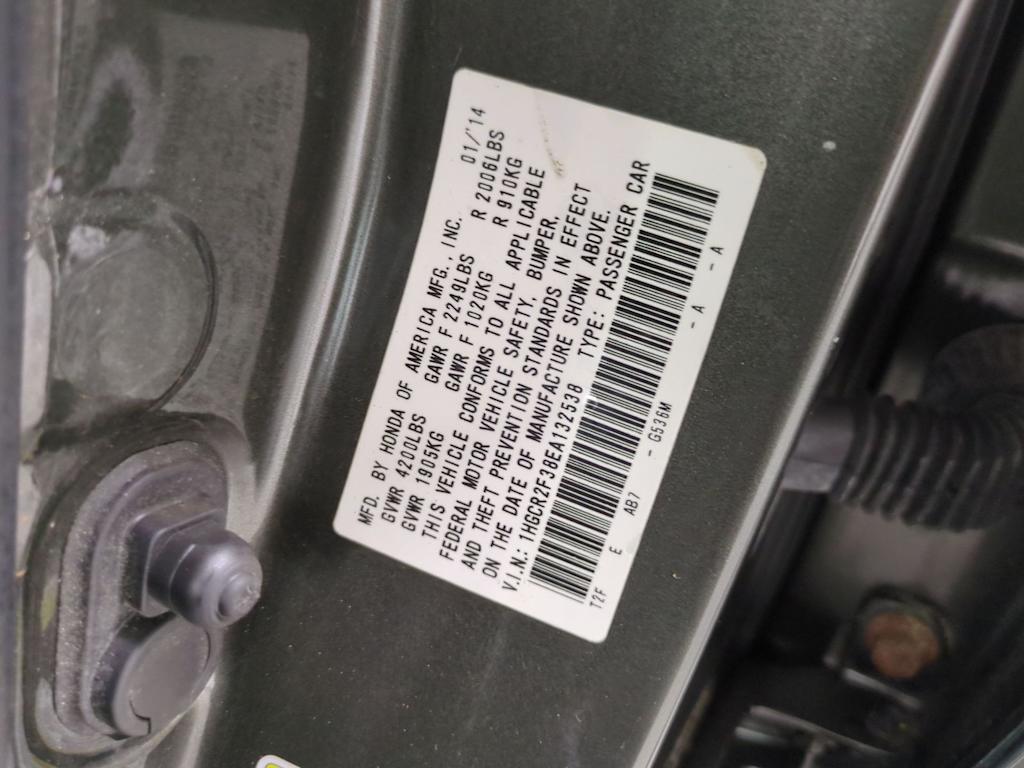 MFD. BY HONDA OF AMERICA MFG., INC. 01/'14
GVWR 4200LBS GAWR F 2249LBS R 2006LBS
GVWR 1905KG GAWR F 1020KG R 910KG
THIS VEHICLE CONFORMS TO ALL APPLICABLE
FEDERAL MOTOR VEHICLE SAFETY, BUMPER,
AND THEFT PREVENTION STANDARDS IN EFFECT
ON THE DATE OF MANUFACTURE SHOWN ABOVE.
V.I.N.: 1HGCR2F38EA132538 TYPE: PASSENGER CAR
T2F E AB7 - G536M - A - A